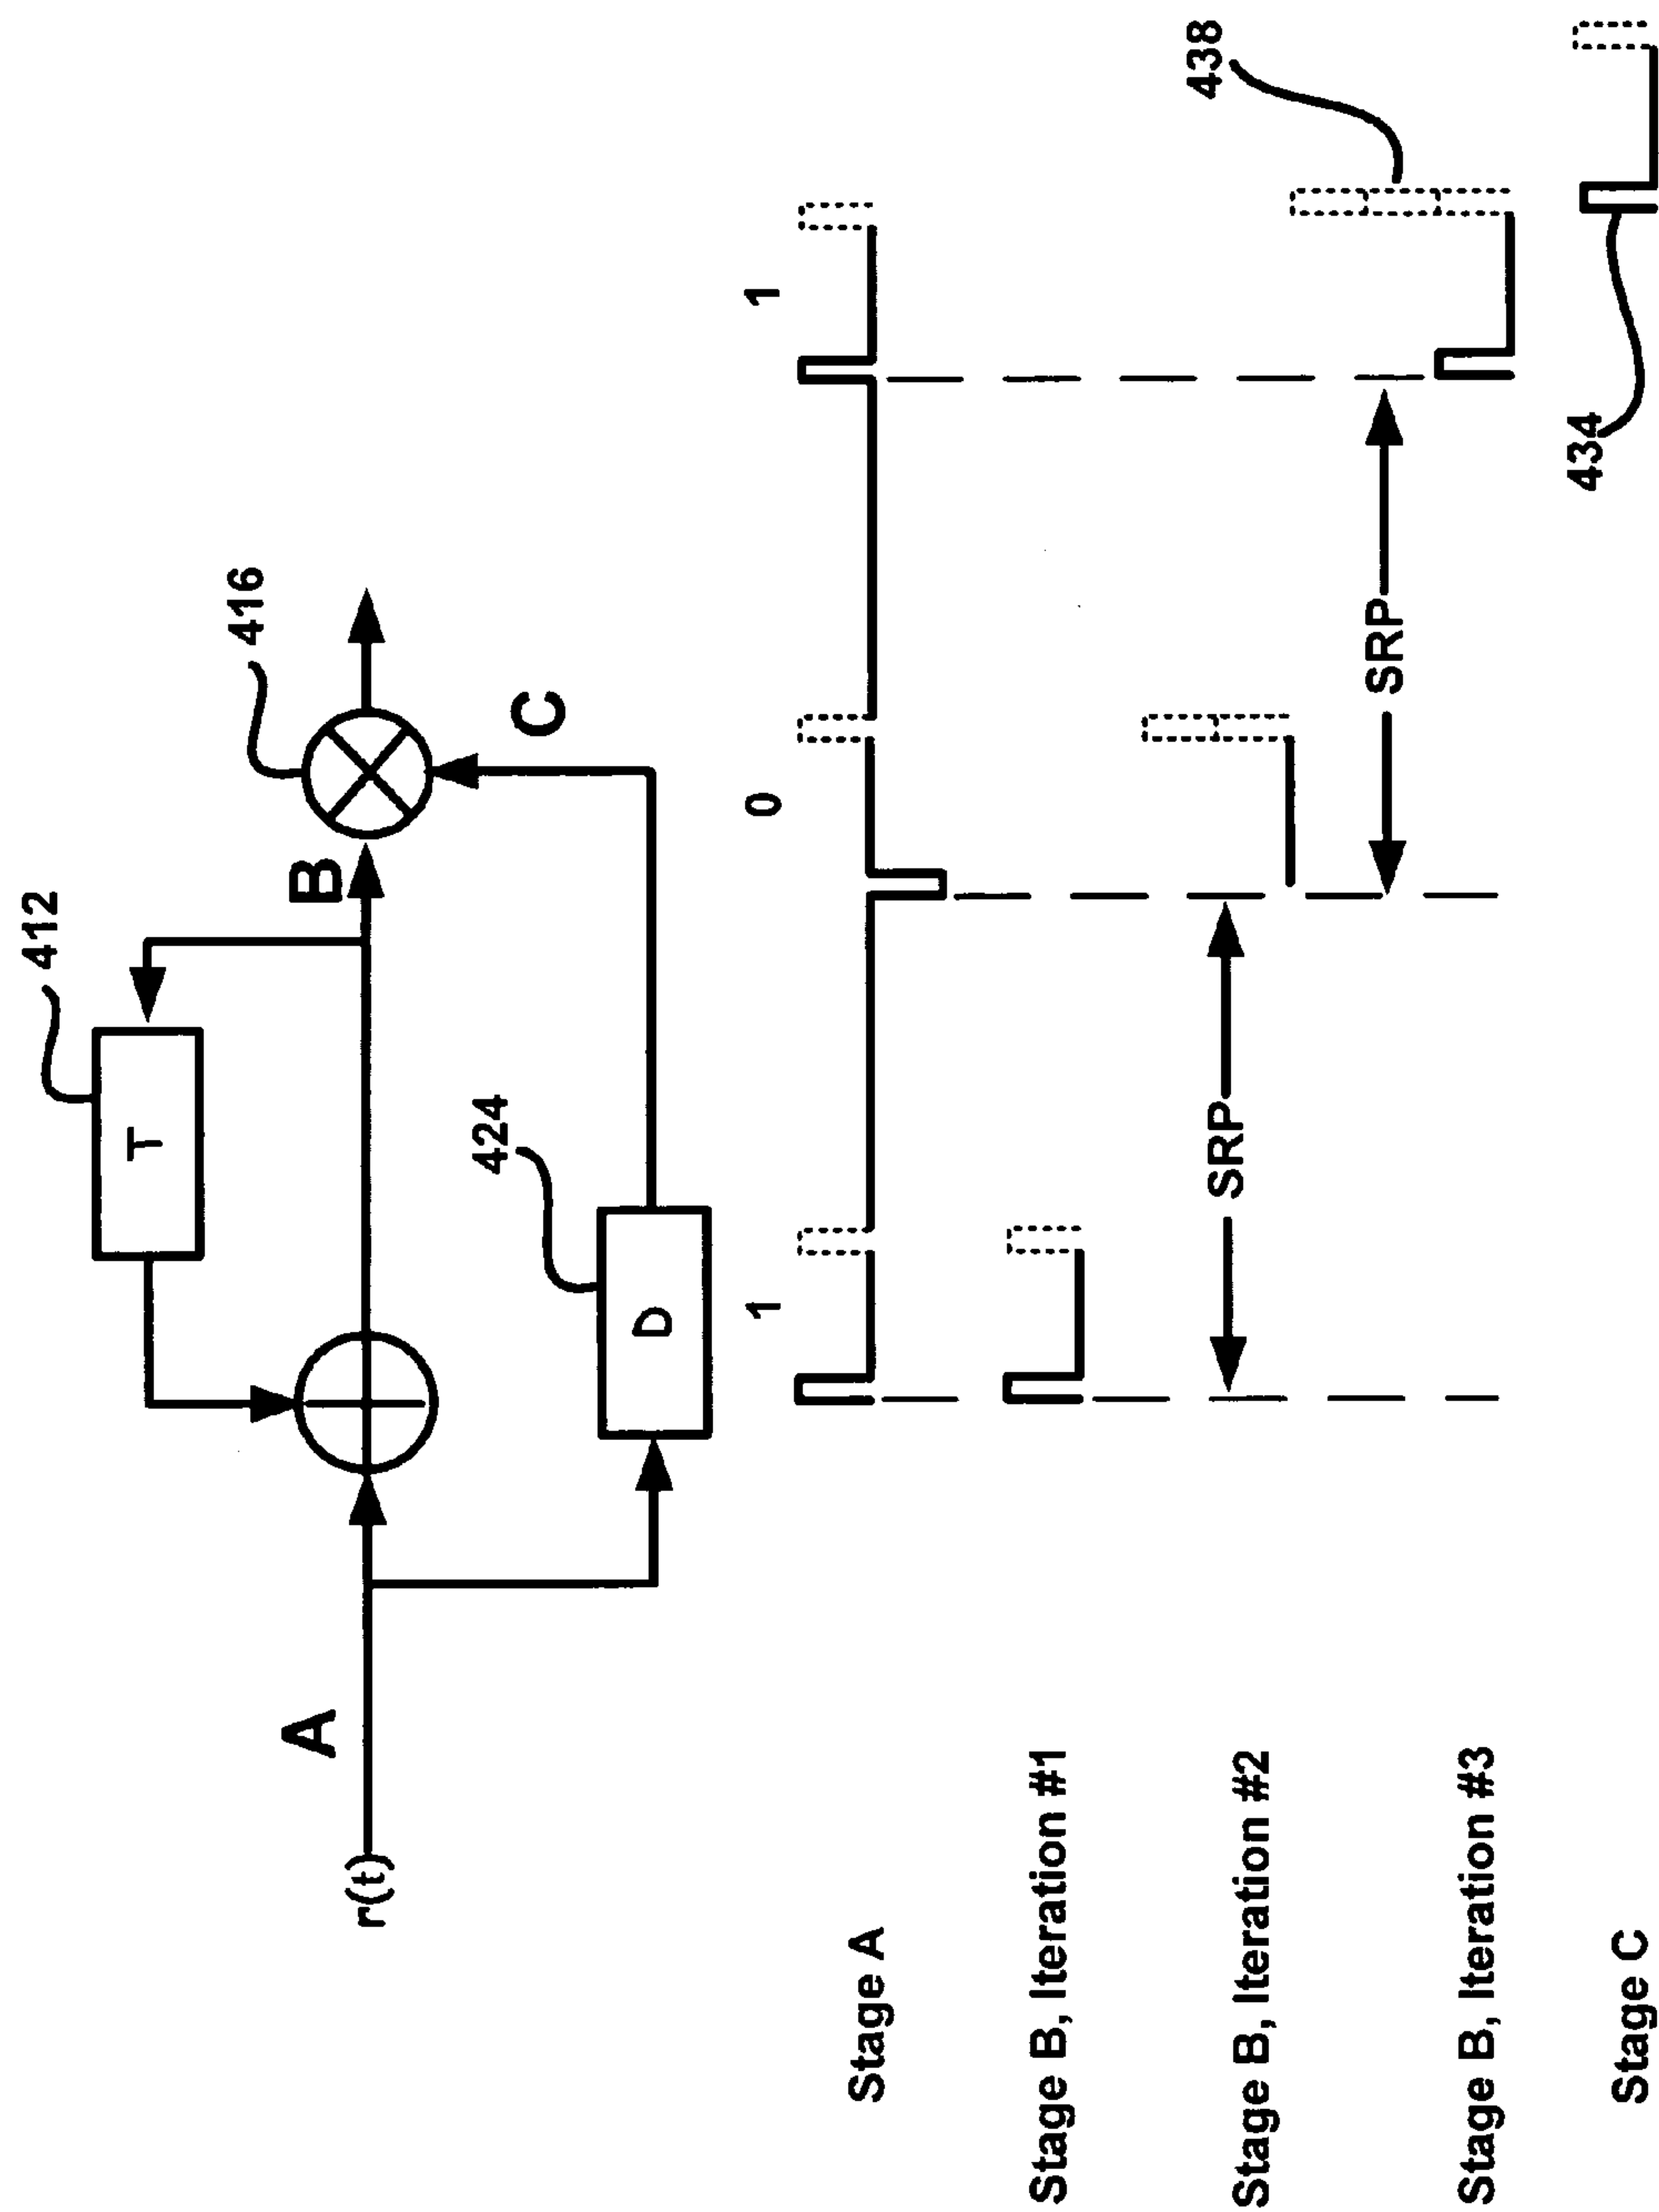 412
T
416
A
B
r(t)
424
C
D
1
0
1
Stage A
Stage B, Iteration #1
438
Stage B, Iteration #2
SRP
SRP
Stage B, Iteration #3
434
Stage C